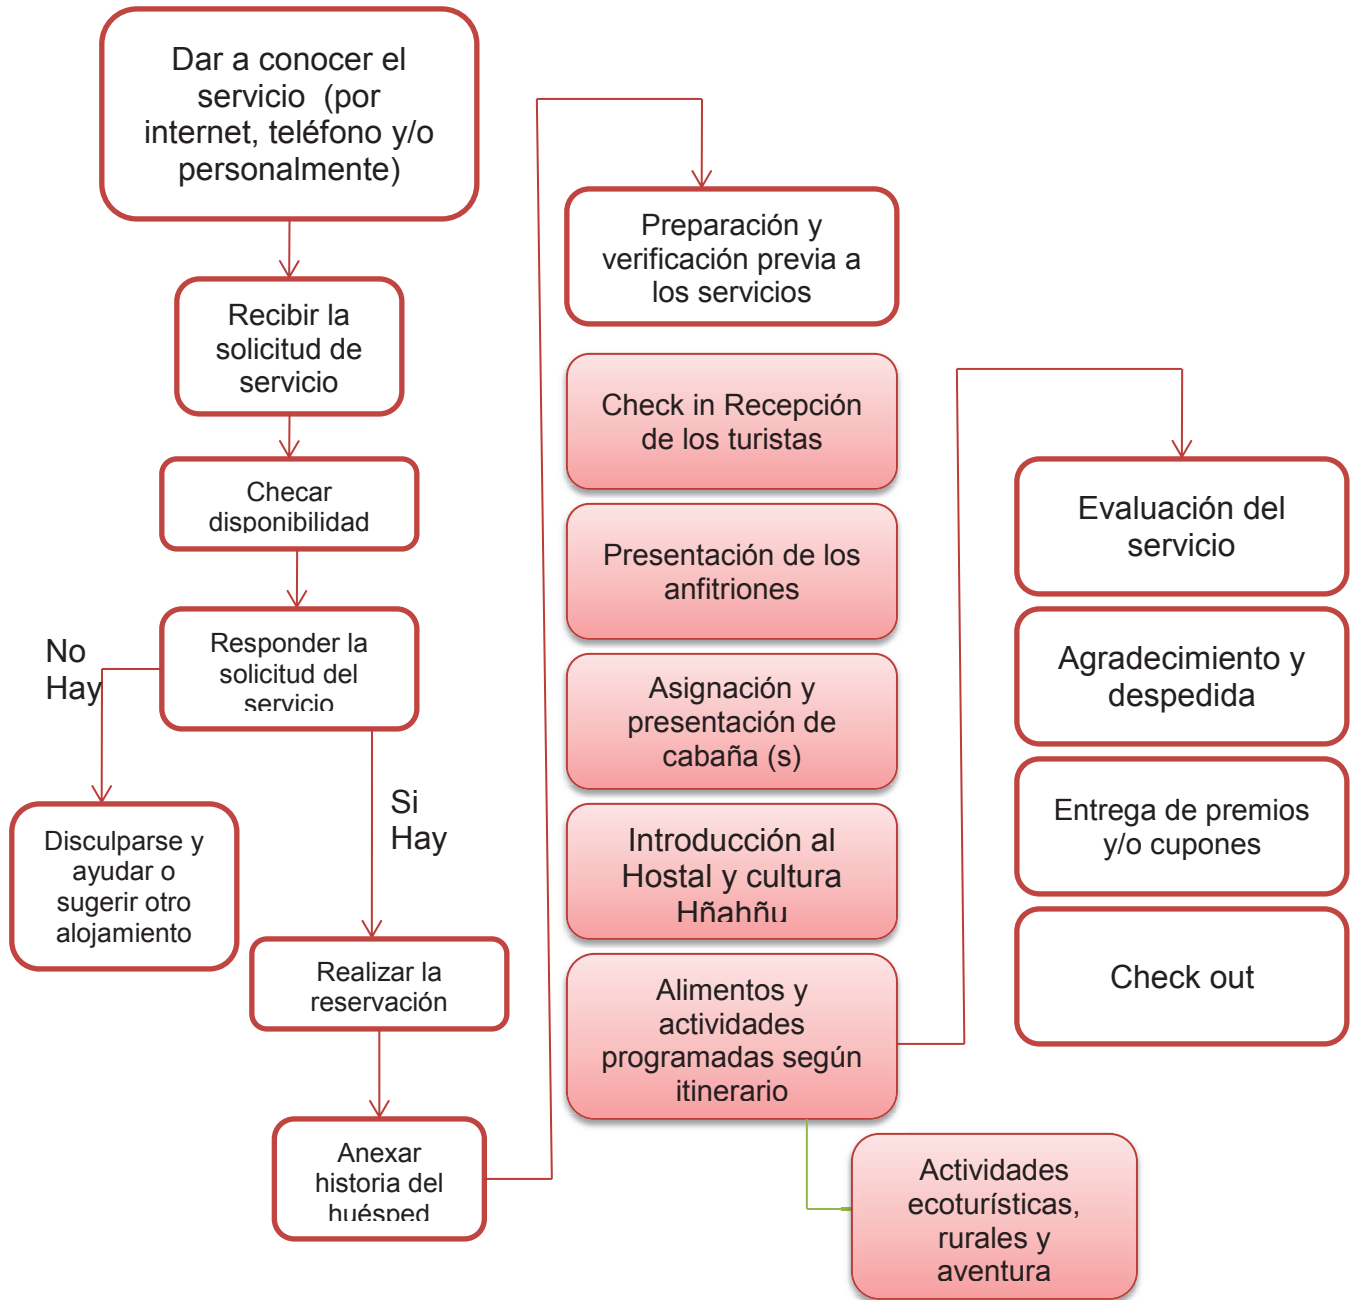 Dar a conocer el
servicio (por
internet, teléfono y/o
personalmente)
Recibir la
solicitud de
servicio
Checar
disponibilidad
Responder la
solicitud del
servicio
No
Hay
Si
Hay
Disculparse y
ayudar o
sugerir otro
alojamiento
Realizar la
reservación
Anexar
historia del
huésped
Preparación y
verificación previa a
los servicios
Check in Recepción
de los turistas
Presentación de los
anfitriones
Asignación y
presentación de
cabaña (s)
Introducción al
Hostal y cultura
Hñahñu
Alimentos y
actividades
programadas según
itinerario
Actividades
ecoturísticas,
rurales y
aventura
Evaluación del
servicio
Agradecimiento y
despedida
Entrega de premios
y/o cupones
Check out